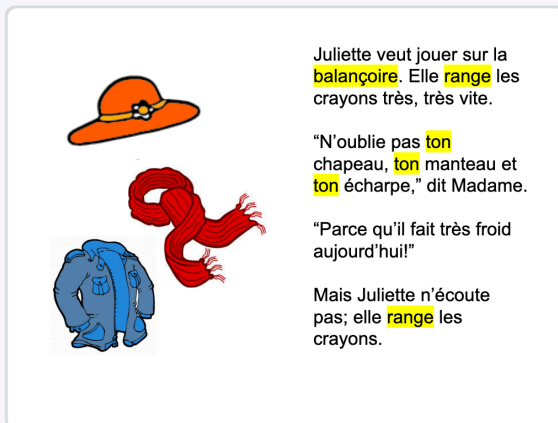 Juliette veut jouer sur la
balançoire. Elle range les
crayons très, très vite.
“N’oublie pas ton
chapeau, ton manteau et
ton écharpe,” dit Madame.
“Parce qu’il fait très froid
aujourd’hui!”
Mais Juliette n’écoute
pas; elle range les
crayons.